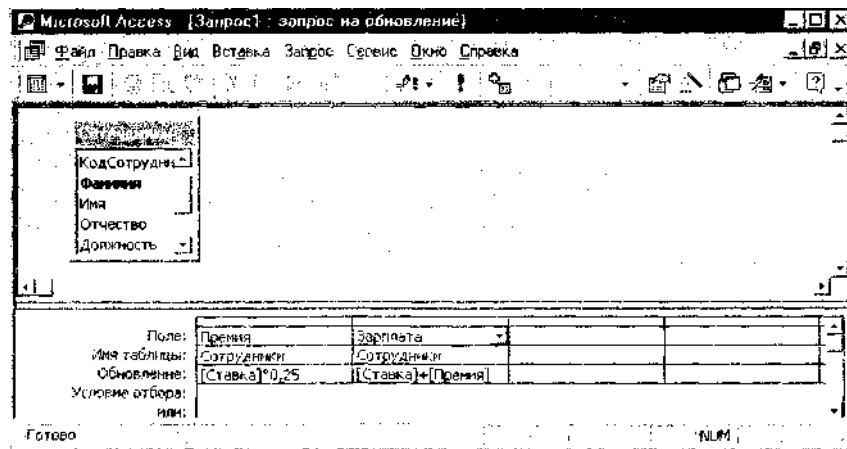 Microsoft Access - [Запрос1 : запрос на обновление]
Файл Правка Вид Вставка Запрос Сервис Окно Справка
КодСотрудни
Фамилия
Имя
Отчество
Должность
Поле: Премия Зарплата
Имя таблицы: Сотрудники Сотрудники
Обновление: [Ставка]*0,25 [Ставка]+[Премия]
Условие отбора:
или:
Готово NUM